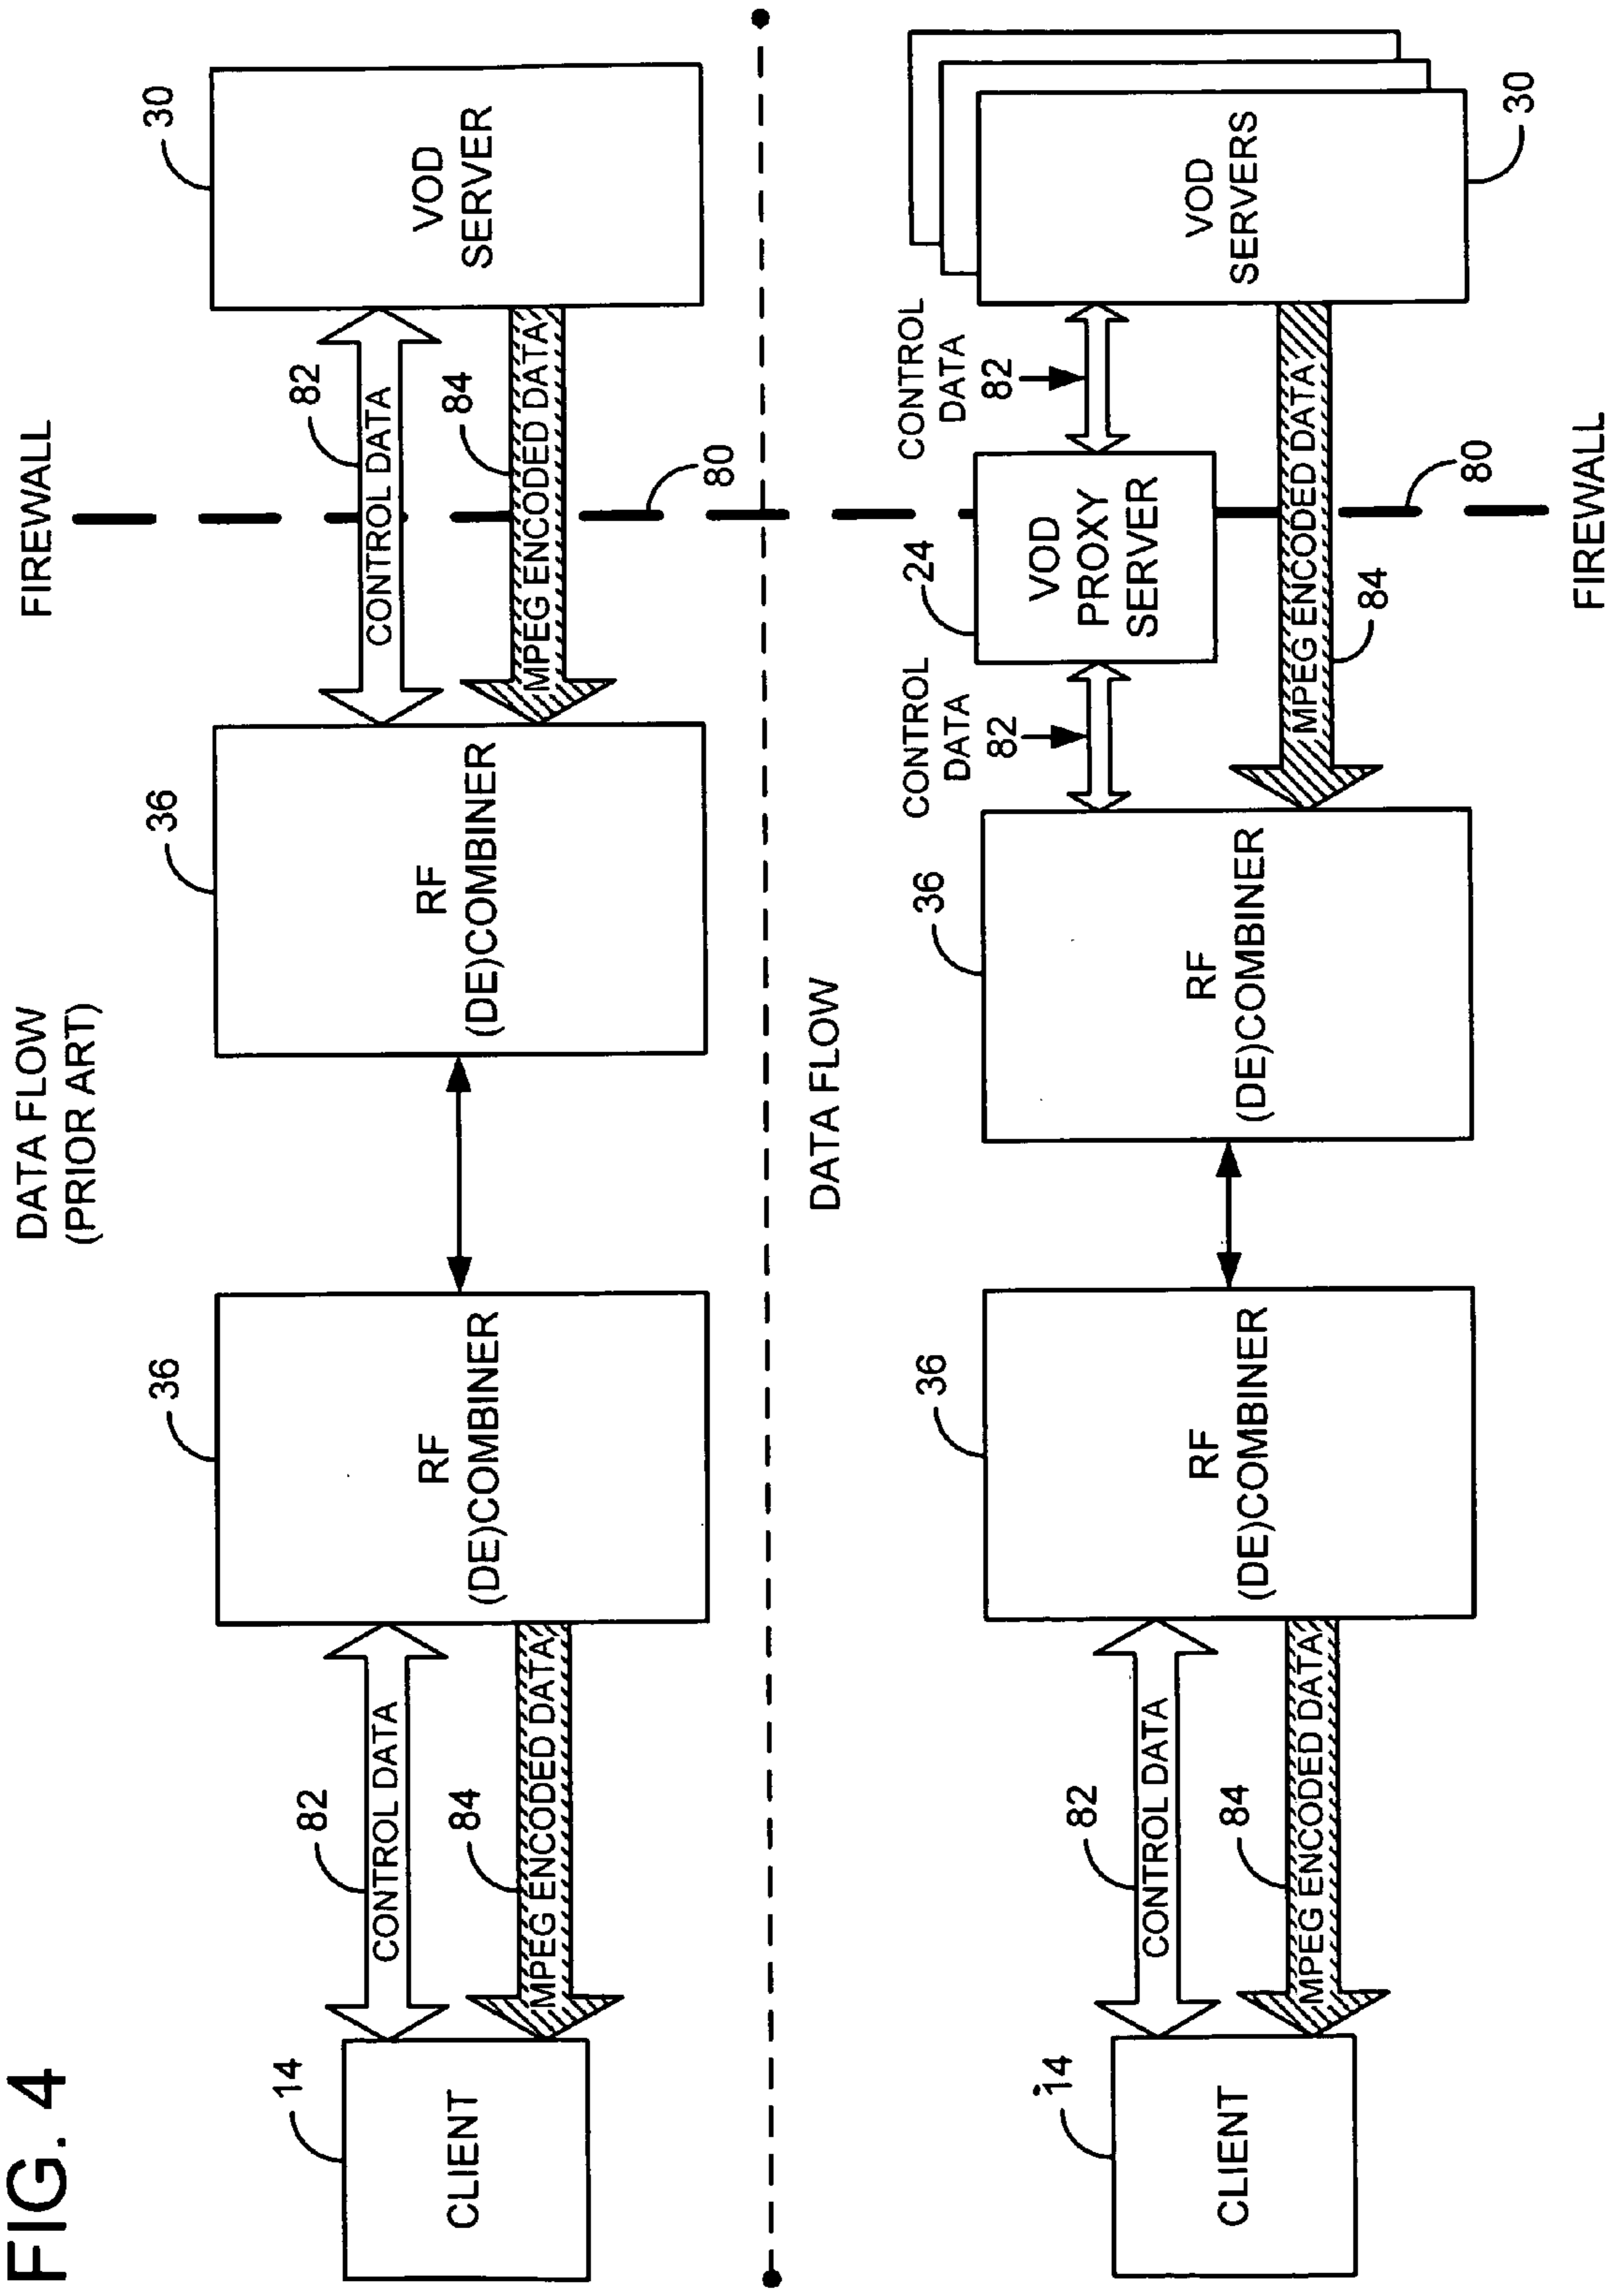 FIG. 4
DATA FLOW
(PRIOR ART)
FIREWALL
14
CLIENT
82
CONTROL DATA
84
MPEG ENCODED DATA
36
RF
(DE)COMBINER
36
RF
(DE)COMBINER
82
CONTROL DATA
84
MPEG ENCODED DATA
80
30
VOD
SERVER
DATA FLOW
14
CLIENT
82
CONTROL DATA
84
MPEG ENCODED DATA
36
RF
(DE)COMBINER
36
RF
(DE)COMBINER
CONTROL
DATA
82
24
VOD
PROXY
SERVER
CONTROL
DATA
82
MPEG ENCODED DATA
84
80
VOD
SERVERS
30
FIREWALL